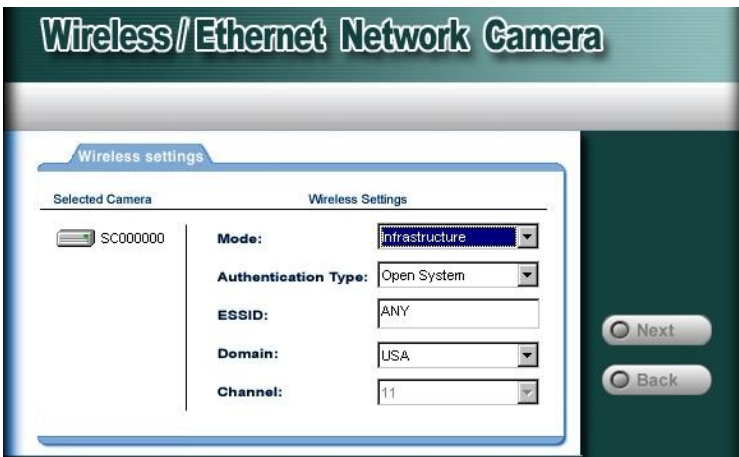 Wireless/Ethernet Network Camera
Wireless settings
Selected Camera Wireless Settings
SC000000 Mode: Infrastructure
Authentication Type: Open System
ESSID: ANY
Domain: USA
Channel: 11
Next
Back